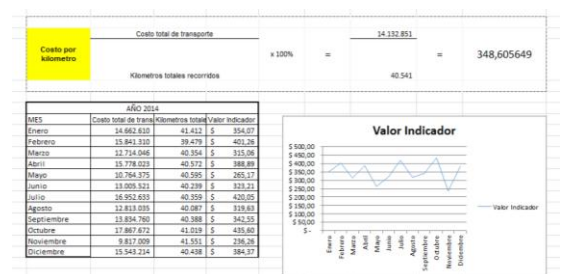 Costo por kilometro
Costo total de transporte
Kilometros totales recorridos
x 100%
=
14.132.851
40.541
=
348,605649
AÑO 2014
MES Costo total de trans Kilometros totale Valor Indicador
Enero 14.662.610 41.412 $ 354,07
Febrero 15.841.310 39.479 $ 401,26
Marzo 12.714.046 40.354 $ 315,06
Abril 15.778.023 40.572 $ 388,89
Mayo 10.764.375 40.595 $ 265,17
Junio 13.005.521 40.239 $ 323,21
Julio 16.952.633 40.359 $ 420,05
Agosto 12.813.035 40.087 $ 319,63
Septiembre 13.834.760 40.388 $ 342,55
Octubre 17.867.672 41.019 $ 435,60
Noviembre 9.817.009 41.551 $ 236,26
Diciembre 15.543.214 40.438 $ 384,37
Valor Indicador
$ 500,00
$ 450,00
$ 400,00
$ 350,00
$ 300,00
$ 250,00
$ 200,00
$ 150,00
$ 100,00
$ 50,00
$ -
Enero
Febrero
Marzo
Abril
Mayo
Junio
Julio
Agosto
Septiembre
Octubre
Noviembre
Diciembre
Valor Indicador